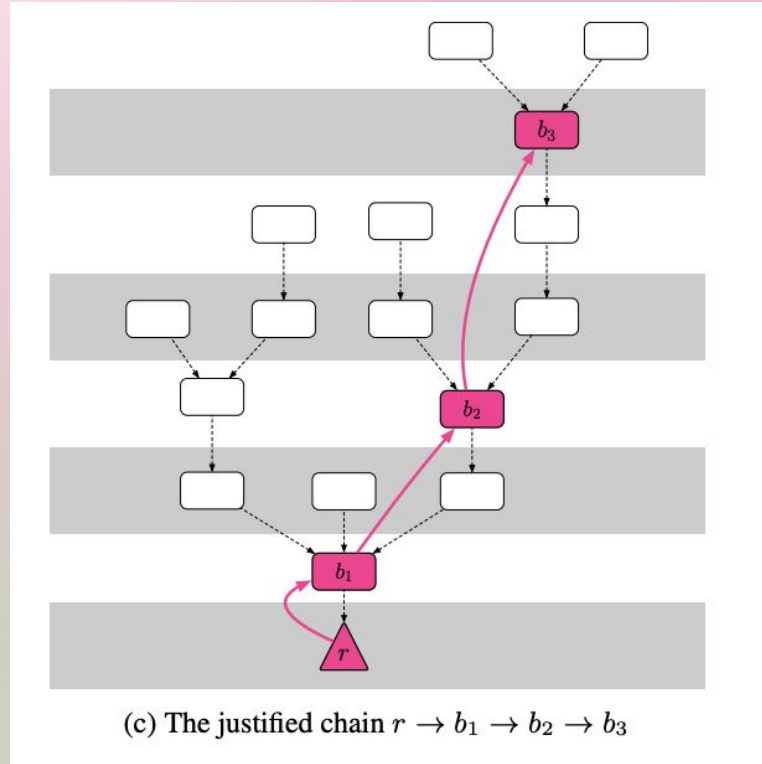 b₃
b₂
b₁
r
(c) The justified chain r → b₁ → b₂ → b₃